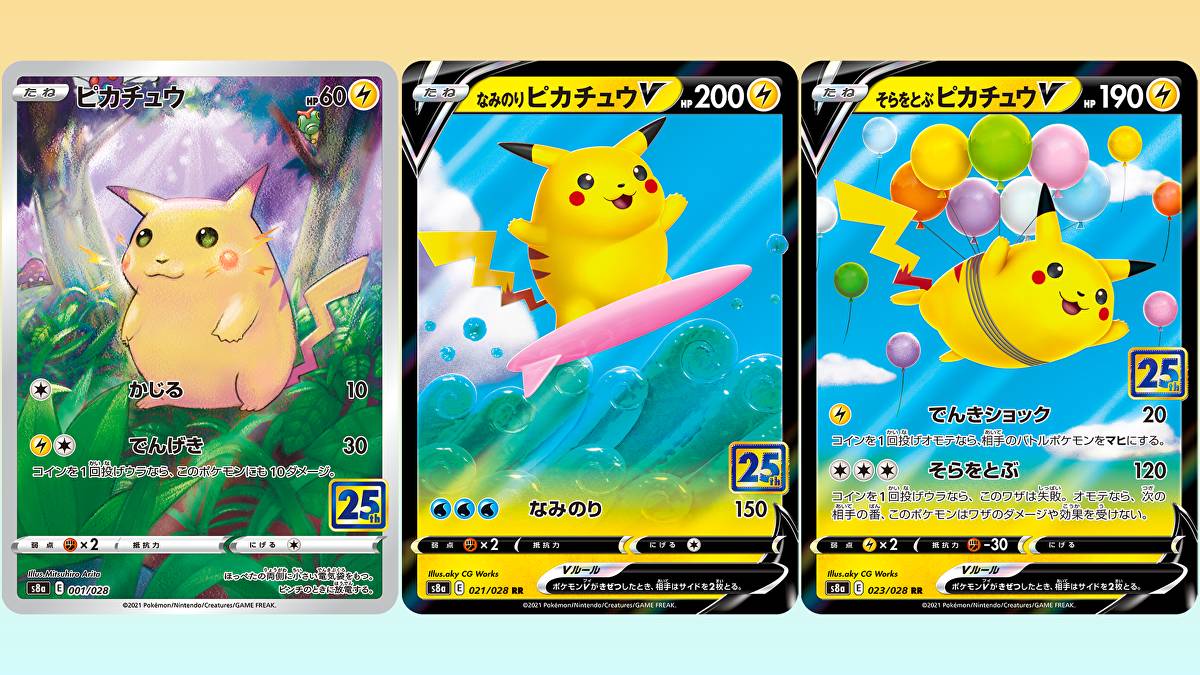 たね ピカチュウ HP60
かじる 10
でんげき 30
コインを1回投げウラなら、このポケモンにも10ダメージ。
25th
弱点 ×2 抵抗力 にげる
Illus.Mitsuhiro Arita
ほっぺたの両側に小さい電気袋をもつ。
ピンチのときに放電する。
s8a E 001/028
©2021 Pokémon/Nintendo/Creatures/GAME FREAK.
たね なみのりピカチュウV HP200
25th
なみのり 150
弱点 ×2 抵抗力 にげる
Illus.aky CG Works
Vルール
ポケモンVがきぜつしたとき、相手はサイドを2枚とる。
s8a E 021/028 RR
©2021 Pokémon/Nintendo/Creatures/GAME FREAK.
たね そらをとぶピカチュウV HP190
25th
でんきショック 20
コインを1回投げオモテなら、相手のバトルポケモンをマヒにする。
そらをとぶ 120
コインを1回投げウラなら、このワザは失敗。オモテなら、次の
相手の番、このポケモンはワザのダメージや効果を受けない。
弱点 ×2 抵抗力 -30 にげる
Illus.aky CG Works
Vルール
ポケモンVがきぜつしたとき、相手はサイドを2枚とる。
s8a E 023/028 RR
©2021 Pokémon/Nintendo/Creatures/GAME FREAK.